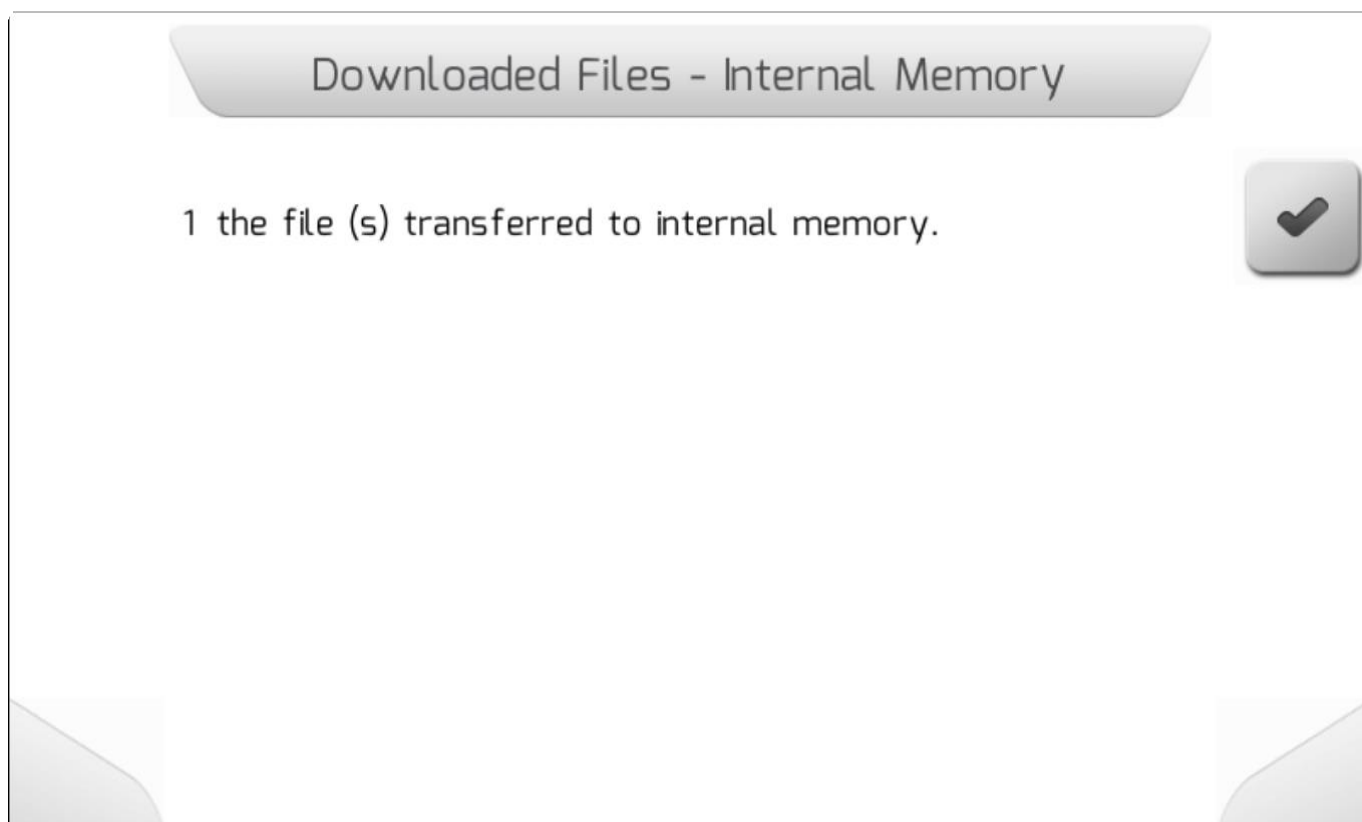 Downloaded Files - Internal Memory
1 the file (s) transferred to internal memory.